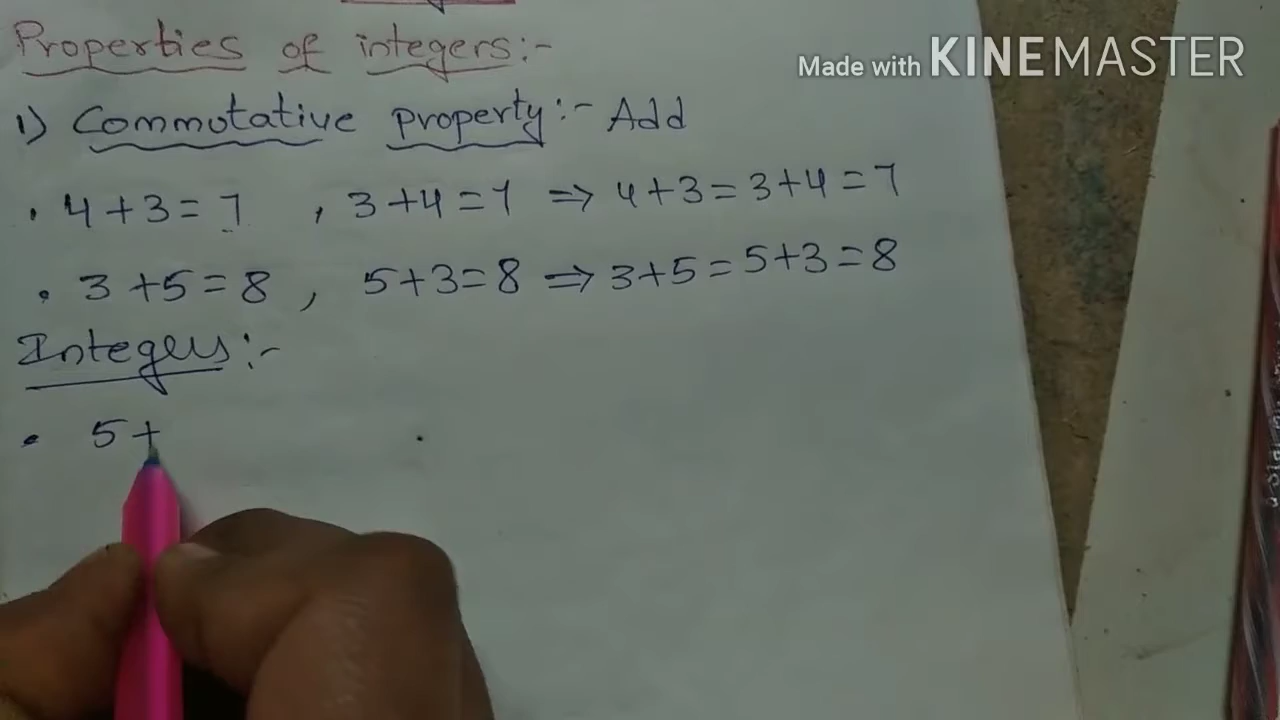 Properties of integers:-
Made with KINEMASTER
1) Commutative property:- Add
• 4+3=7 , 3+4=7 ⇒ 4+3=3+4=7
• 3+5=8, 5+3=8 ⇒ 3+5=5+3=8
Integers:-
• 5+